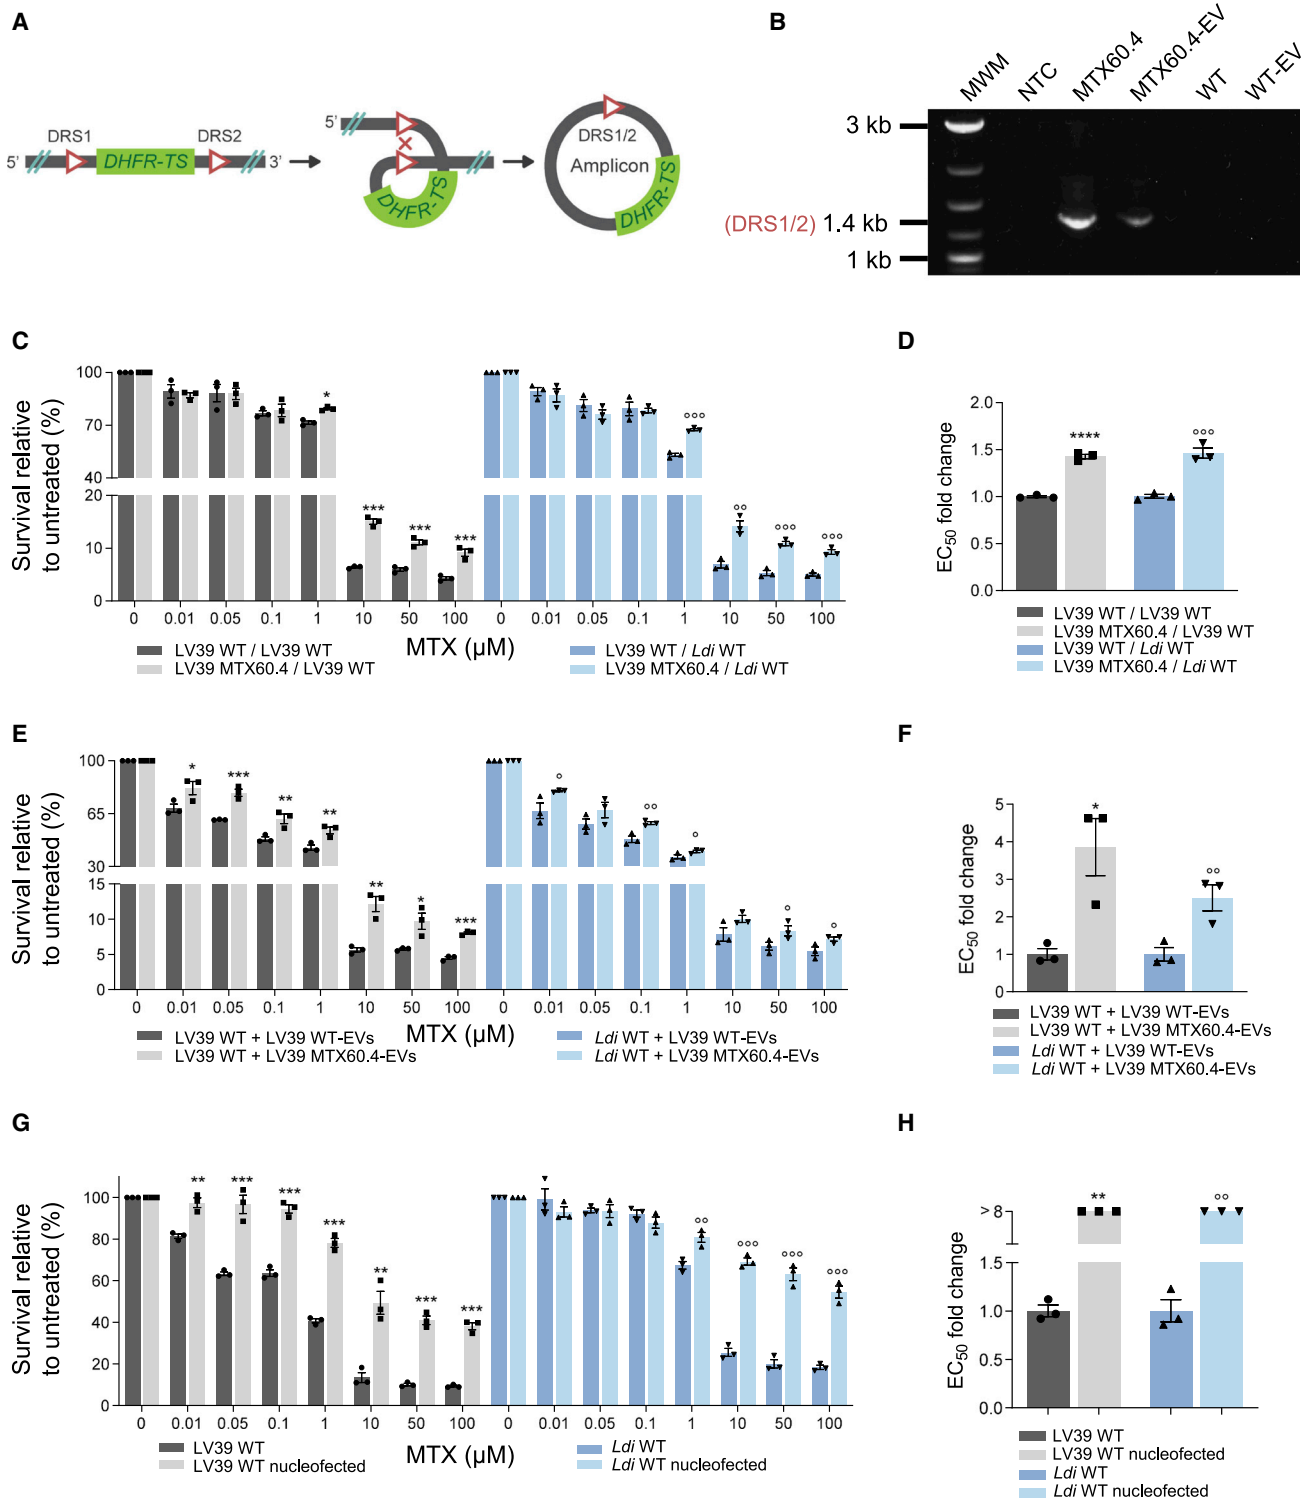 A
5' DRS1 DHFR-TS DRS2 3'
5' DHFR-TS
DRS1/2
Amplicon
DHFR-TS
B
MWM NTC MTX60.4 MTX60.4-EV WT WT-EV
3 kb
(DRS1/2) 1.4 kb
1 kb
C
Survival relative
to untreated (%)
100
70
40
20
10
0
* *** *** *** °°° °° °°° °°°
0 0.01 0.05 0.1 1 10 50 100 0 0.01 0.05 0.1 1 10 50 100
MTX (µM)
LV39 WT / LV39 WT
LV39 MTX60.4 / LV39 WT
LV39 WT / Ldi WT
LV39 MTX60.4 / Ldi WT
D
EC50 fold change
2.0
1.5
1.0
0.5
0.0
**** °°°
LV39 WT / LV39 WT
LV39 MTX60.4 / LV39 WT
LV39 WT / Ldi WT
LV39 MTX60.4 / Ldi WT
E
Survival relative
to untreated (%)
100
65
30
15
10
5
0
* *** ** ** ** * *** ° °° ° ° °
0 0.01 0.05 0.1 1 10 50 100 0 0.01 0.05 0.1 1 10 50 100
MTX (µM)
LV39 WT + LV39 WT-EVs
LV39 WT + LV39 MTX60.4-EVs
Ldi WT + LV39 WT-EVs
Ldi WT + LV39 MTX60.4-EVs
F
EC50 fold change
5
4
3
2
1
0
* °°
LV39 WT + LV39 WT-EVs
LV39 WT + LV39 MTX60.4-EVs
Ldi WT + LV39 WT-EVs
Ldi WT + LV39 MTX60.4-EVs
G
Survival relative
to untreated (%)
100
80
60
40
20
0
** *** *** *** ** *** *** °° °°° °°° °°°
0 0.01 0.05 0.1 1 10 50 100 0 0.01 0.05 0.1 1 10 50 100
MTX (µM)
LV39 WT
LV39 WT nucleofected
Ldi WT
Ldi WT nucleofected
H
EC50 fold change
>8
1.5
1.0
0.5
0.0
** °°
LV39 WT
LV39 WT nucleofected
Ldi WT
Ldi WT nucleofected